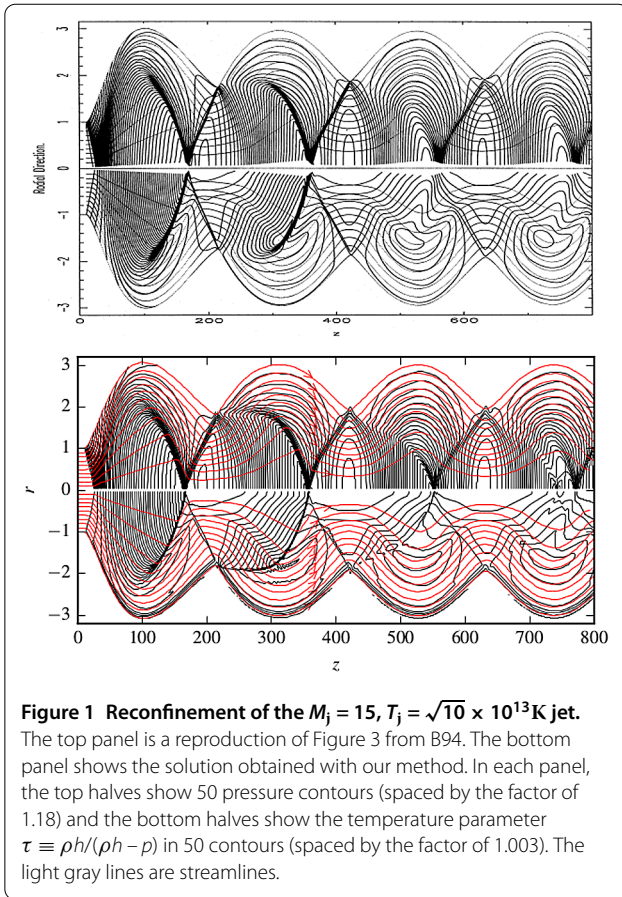 3
2
1
0
-1
-2
-3
Radial Direction.
0 200 400 600
z
3
2
1
0
−1
−2
−3
r
0 100 200 300 400 500 600 700 800
z
Figure 1 Reconfinement of the Mj = 15, Tj = √10 × 10¹³K jet.
The top panel is a reproduction of Figure 3 from B94. The bottom
panel shows the solution obtained with our method. In each panel,
the top halves show 50 pressure contours (spaced by the factor of
1.18) and the bottom halves show the temperature parameter
τ ≡ ρh/(ρh – p) in 50 contours (spaced by the factor of 1.003). The
light gray lines are streamlines.